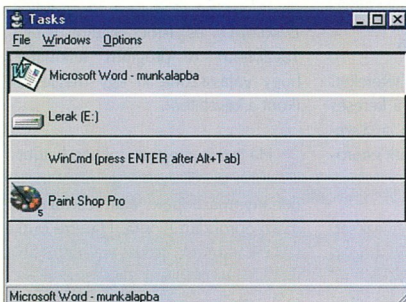 Tasks
File Windows Options
Microsoft Word - munkalapba
Lerak (E:)
WinCmd (press ENTER after Alt+Tab)
Paint Shop Pro
5
Microsoft Word - munkalapba